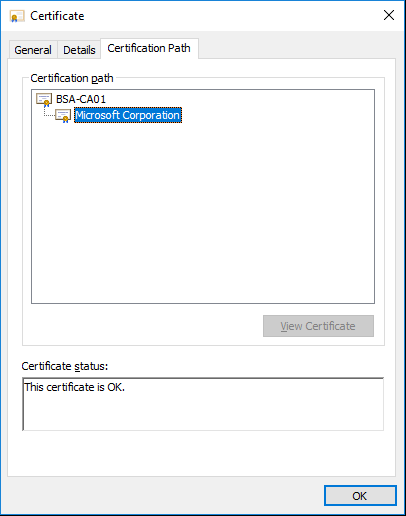 Certificate
General
Details
Certification Path
Certification path
BSA-CA01
Microsoft Corporation
View Certificate
Certificate status:
This certificate is OK.
OK